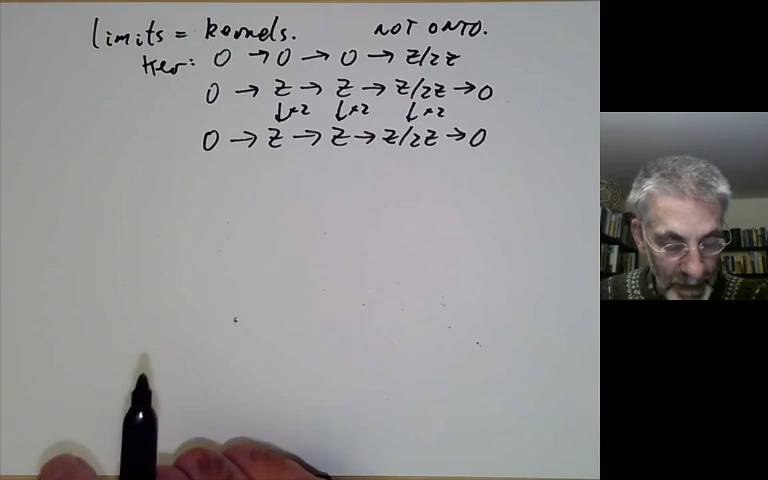 limits = kernels. NOT ONTO.
Ker: 0 → 0 → 0 → Z/2Z
0 → Z → Z → Z/2Z → 0
↓×2 ↓×2 ↓×2
0 → Z → Z → Z/2Z → 0